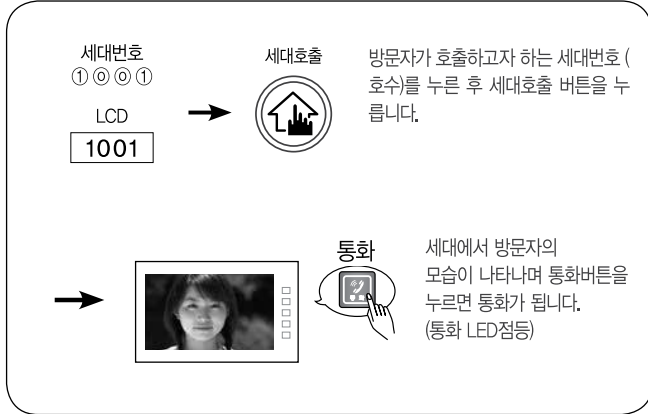 세대번호
①⓪⓪①
LCD
1001
세대호출
방문자가 호출하고자 하는 세대번호 (
호수)를 누른 후 세대호출 버튼을 누
릅니다.
통화
세대에서 방문자의
모습이 나타나며 통화버튼을
누르면 통화가 됩니다.
(통화 LED점등)